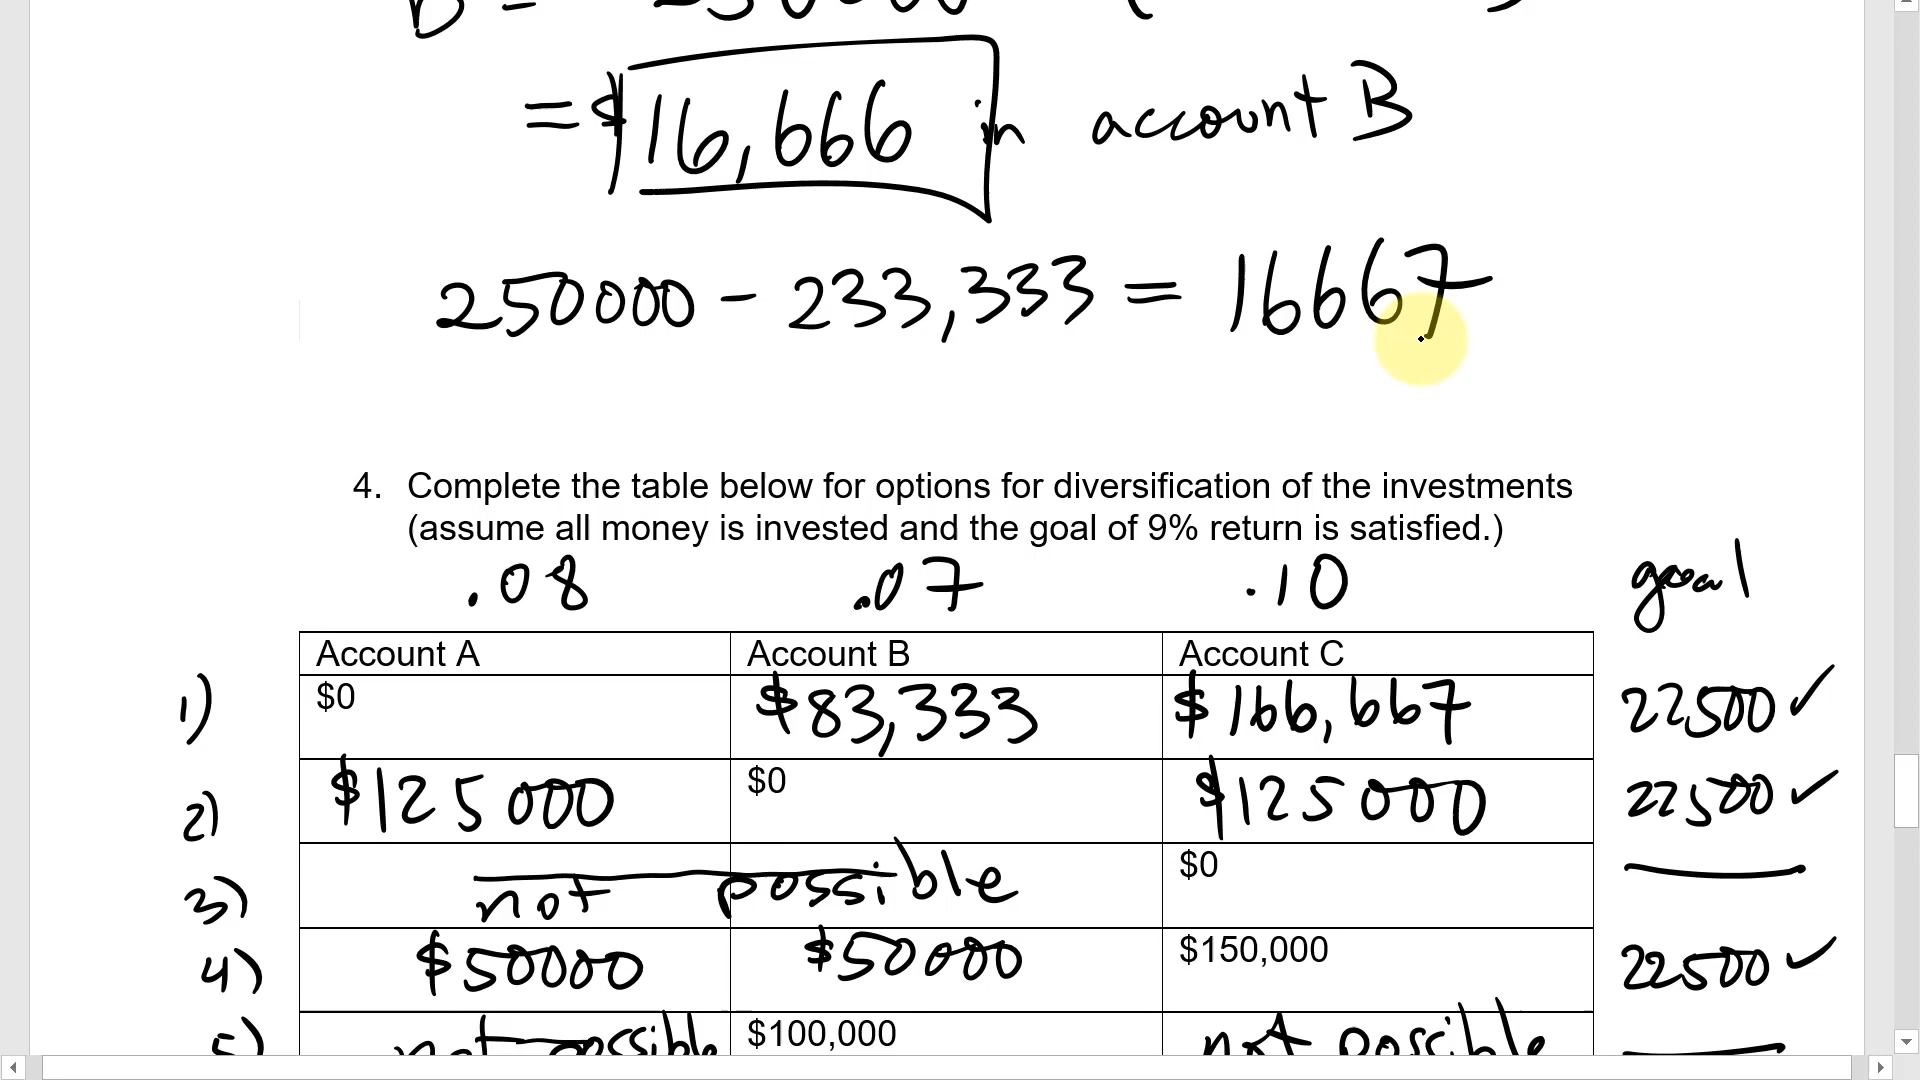 = $16,666 in account B
250000 - 233,333 = 16667
4. Complete the table below for options for diversification of the investments
(assume all money is invested and the goal of 9% return is satisfied.)
.08 .07 .10 goal
Account A Account B Account C
1) $0 $83,333 $166,667 22500 ✓
2) $125000 $0 $125000 22500 ✓
3) not possible $0
4) $50000 $50000 $150,000 22500 ✓
5) not possible $100,000 not possible